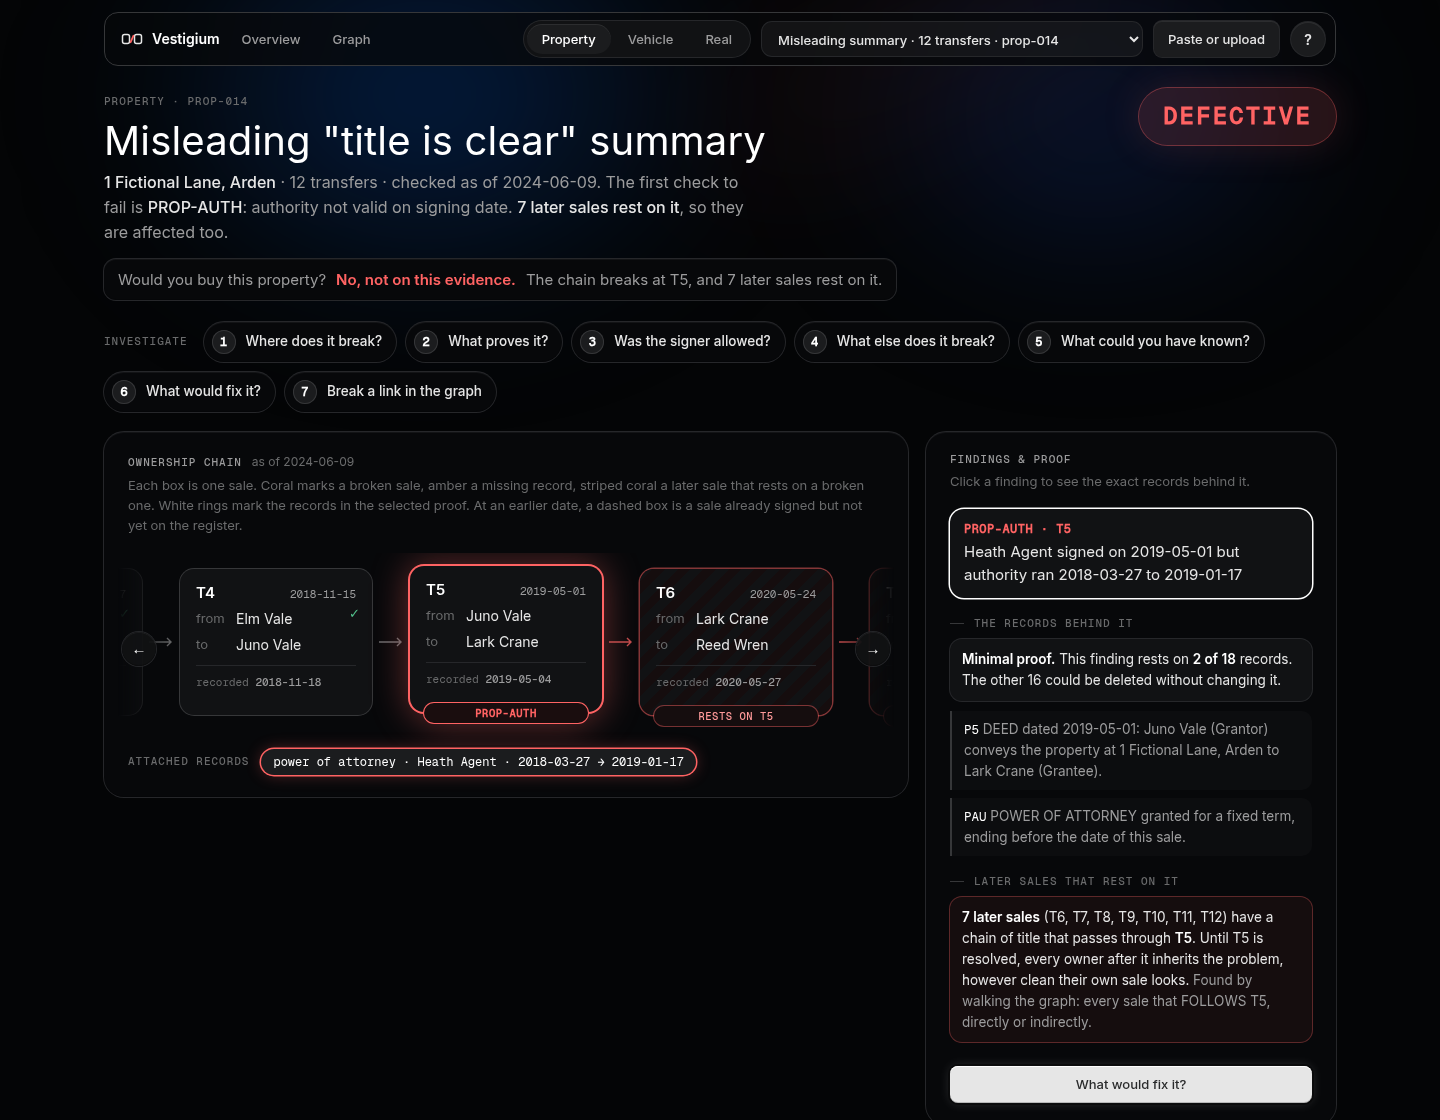 Vestigium
Overview
Graph
Property
Vehicle
Real
Misleading summary · 12 transfers · prop-014
Paste or upload
?
PROPERTY · PROP-014
DEFECTIVE
Misleading "title is clear" summary
1 Fictional Lane, Arden · 12 transfers · checked as of 2024-06-09. The first check to
fail is PROP-AUTH: authority not valid on signing date. 7 later sales rest on it, so they
are affected too.
Would you buy this property? No, not on this evidence. The chain breaks at T5, and 7 later sales rest on it.
INVESTIGATE
1 Where does it break?
2 What proves it?
3 Was the signer allowed?
4 What else does it break?
5 What could you have known?
6 What would fix it?
7 Break a link in the graph
OWNERSHIP CHAIN as of 2024-06-09
Each box is one sale. Coral marks a broken sale, amber a missing record, striped coral a later sale that rests on a broken
one. White rings mark the records in the selected proof. At an earlier date, a dashed box is a sale already signed but not
yet on the register.
←
T4 2018-11-15
from Elm Vale ✓
to Juno Vale
recorded 2018-11-18
→
T5 2019-05-01
from Juno Vale
to Lark Crane
recorded 2019-05-04
PROP-AUTH
→
T6 2020-05-24
from Lark Crane
to Reed Wren
recorded 2020-05-27
RESTS ON T5
→
ATTACHED RECORDS
power of attorney · Heath Agent · 2018-03-27 → 2019-01-17
FINDINGS & PROOF
Click a finding to see the exact records behind it.
PROP-AUTH · T5
Heath Agent signed on 2019-05-01 but
authority ran 2018-03-27 to 2019-01-17
THE RECORDS BEHIND IT
Minimal proof. This finding rests on 2 of 18 records.
The other 16 could be deleted without changing it.
P5 DEED dated 2019-05-01: Juno Vale (Grantor)
conveys the property at 1 Fictional Lane, Arden to
Lark Crane (Grantee).
PAU POWER OF ATTORNEY granted for a fixed term,
ending before the date of this sale.
LATER SALES THAT REST ON IT
7 later sales (T6, T7, T8, T9, T10, T11, T12) have a
chain of title that passes through T5. Until T5 is
resolved, every owner after it inherits the problem,
however clean their own sale looks. Found by
walking the graph: every sale that FOLLOWS T5,
directly or indirectly.
What would fix it?